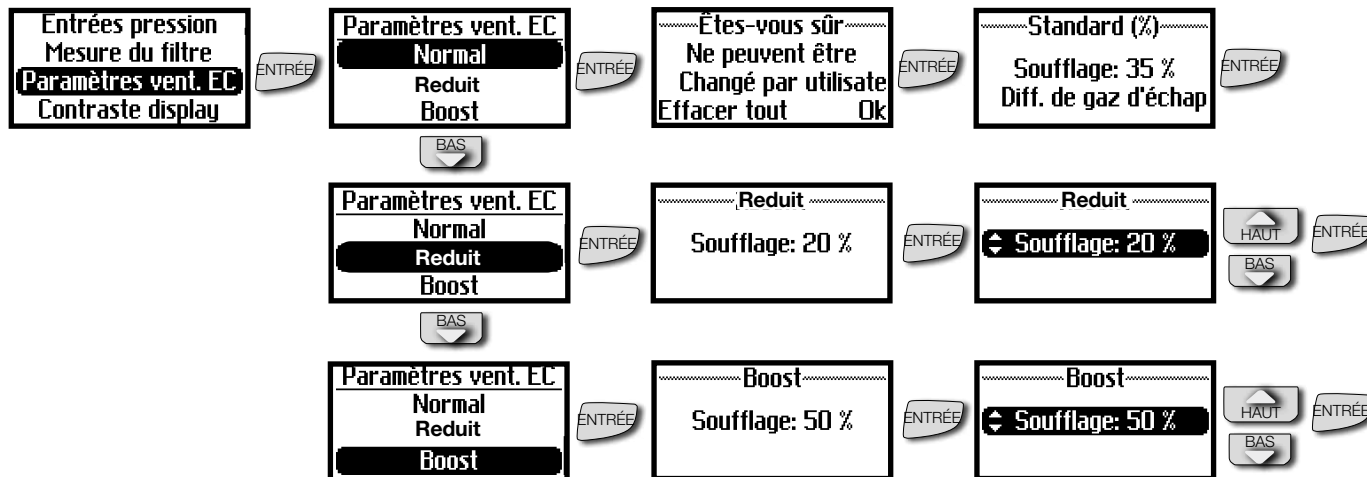 Entrées pression
Mesure du filtre
Paramètres vent. EC
Contraste display
ENTRÉE
Paramètres vent. EC
Normal
Reduit
Boost
ENTRÉE
Êtes-vous sûr
Ne peuvent être
Changé par utilisate
Effacer tout Ok
ENTRÉE
Standard (%)
Soufflage: 35 %
Diff. de gaz d'échap
ENTRÉE
BAS
Paramètres vent. EC
Normal
Reduit
Boost
ENTRÉE
Reduit
Soufflage: 20 %
ENTRÉE
Reduit
Soufflage: 20 %
HAUT
BAS
ENTRÉE
BAS
Paramètres vent. EC
Normal
Reduit
Boost
ENTRÉE
Boost
Soufflage: 50 %
ENTRÉE
Boost
Soufflage: 50 %
HAUT
BAS
ENTRÉE